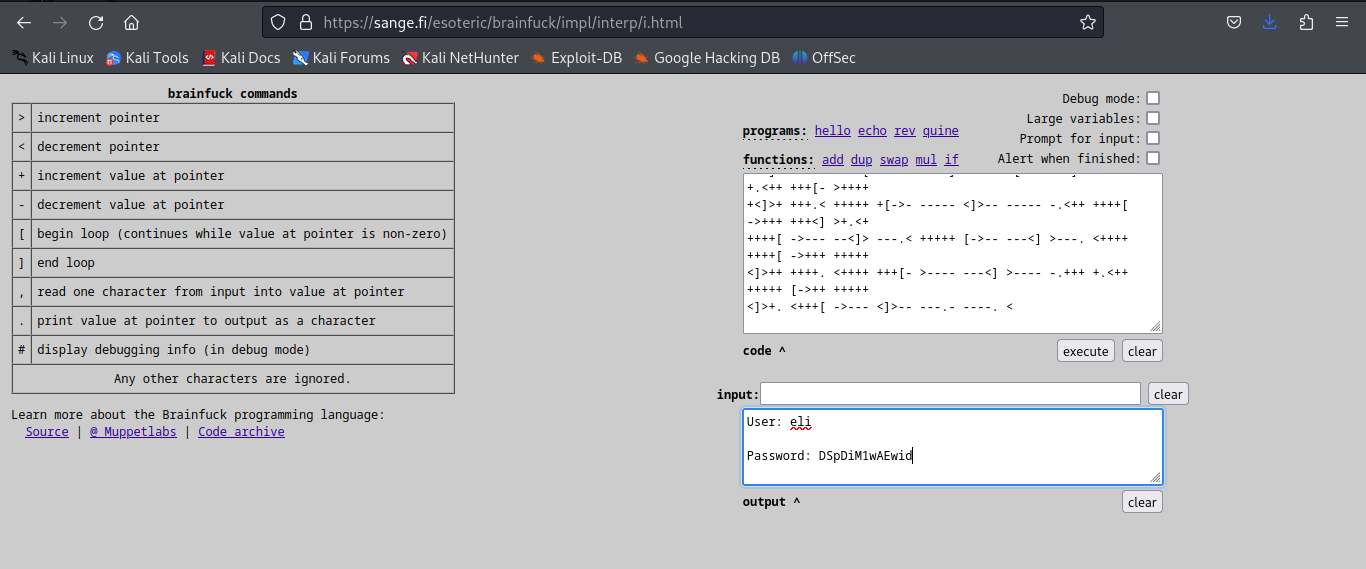 https://sange.fi/esoteric/brainfuck/impl/interp/i.html
Kali Linux Kali Tools Kali Docs Kali Forums Kali NetHunter Exploit-DB Google Hacking DB OffSec
brainfuck commands
> increment pointer
< decrement pointer
+ increment value at pointer
- decrement value at pointer
[ begin loop (continues while value at pointer is non-zero)
] end loop
, read one character from input into value at pointer
. print value at pointer to output as a character
# display debugging info (in debug mode)
Any other characters are ignored.
Learn more about the Brainfuck programming language:
Source | @ Muppetlabs | Code archive
Debug mode:
Large variables:
programs: hello echo rev quine
Prompt for input:
functions: add dup swap mul if
Alert when finished:
+.<++ +++[- >++++
+<]>+ +++.< +++++ +[->- ----- <]>-- ----- -.<++ ++++[
->+++ +++<] >+.<+
++++[ ->--- --<]> ---.< +++++ [->-- ---<] >---. <++++
++++[ ->+++ +++++
<]>++ ++++. <++++ +++[- >---- ---<] >---- -.+++ +.<++
+++++ [->++ +++++
<]>+. <+++[ ->--- <]>-- ---.- ----. <
code ^
execute clear
input:
clear
User: eli
Password: DSpDiM1wAEwid
output ^
clear